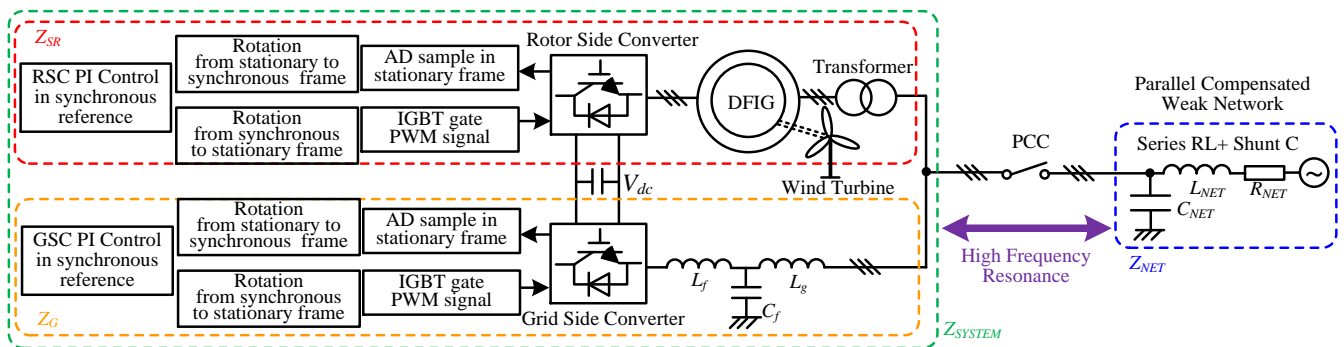 Z_SR
RSC PI Control
in synchronous
reference
Rotation
from stationary to
synchronous frame
AD sample in
stationary frame
Rotation
from synchronous
to stationary frame
IGBT gate
PWM signal
Rotor Side Converter
DFIG
Transformer
Wind Turbine
V_dc
PCC
Parallel Compensated
Weak Network
Series RL+ Shunt C
L_NET
R_NET
C_NET
Z_NET
High Frequency
Resonance
GSC PI Control
in synchronous
reference
Rotation
from stationary to
synchronous frame
AD sample in
stationary frame
Rotation
from synchronous
to stationary frame
IGBT gate
PWM signal
Grid Side Converter
L_f
C_f
L_g
Z_G
Z_SYSTEM